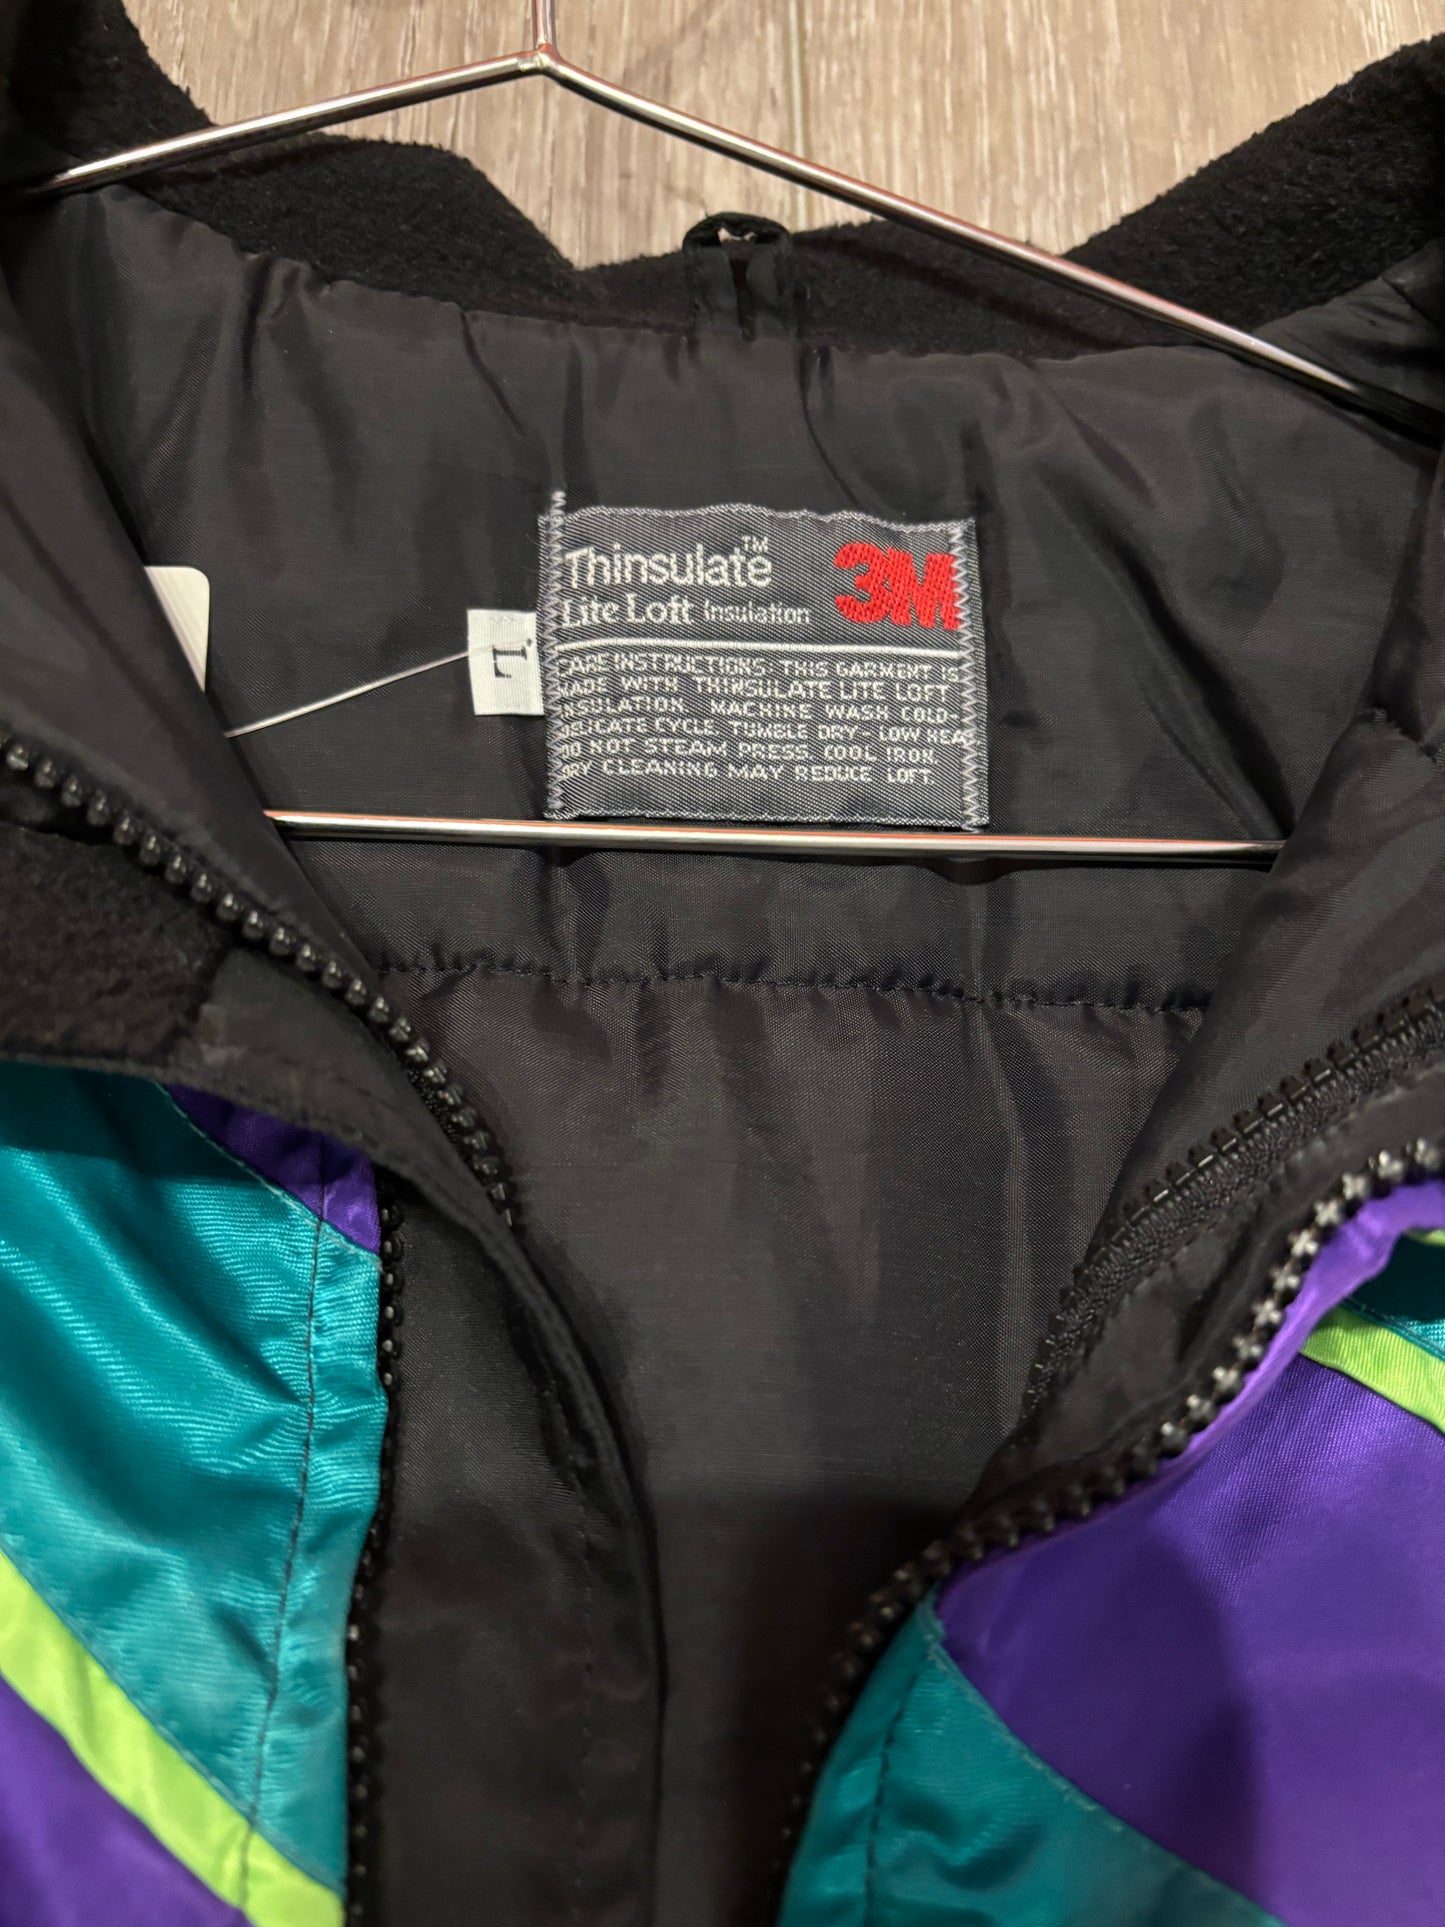 Thinsulate™ 3M
Lite Loft Insulation
L
CARE INSTRUCTIONS. THIS GARMENT IS
MADE WITH THINSULATE LITE LOFT
INSULATION. MACHINE WASH COLD-
DELICATE CYCLE. TUMBLE DRY - LOW HEA
DO NOT STEAM PRESS. COOL IRON.
DRY CLEANING MAY REDUCE LOFT.